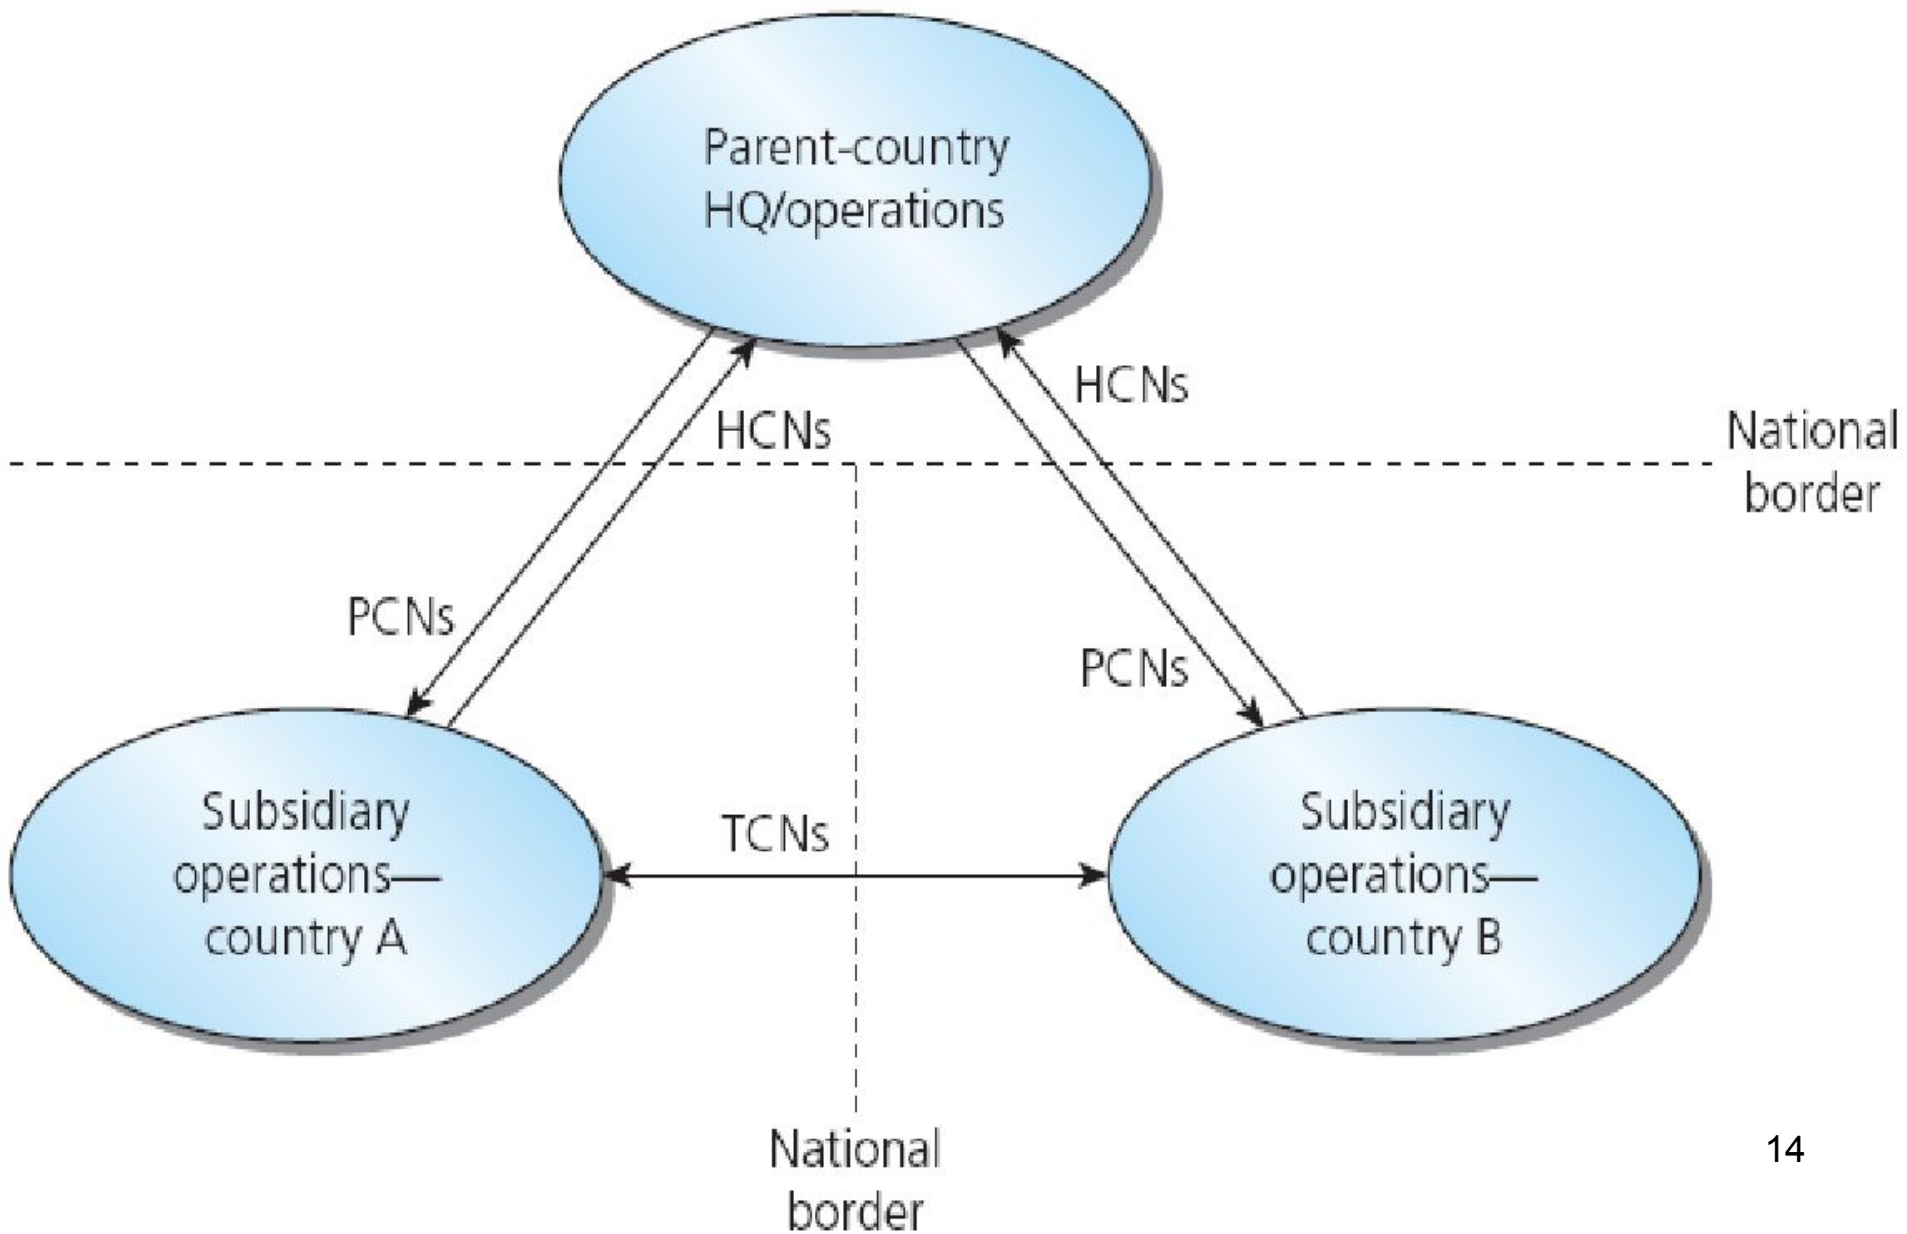 Parent-country
HQ/operations
HCNs
HCNs
National
border
PCNs
PCNs
Subsidiary
operations—
country A
TCNs
Subsidiary
operations—
country B
National
border
14